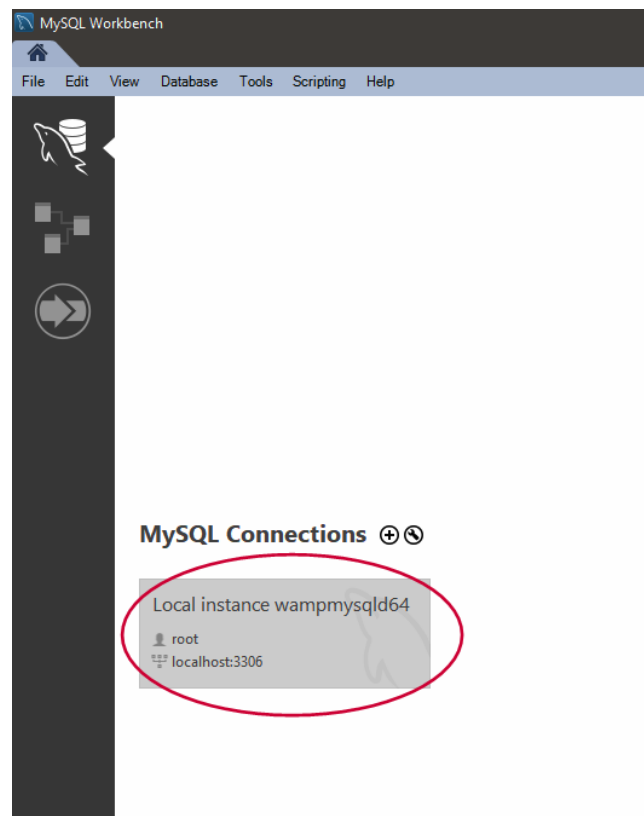 MySQL Workbench
File Edit View Database Tools Scripting Help
MySQL Connections
Local instance wampmysqld64
root
localhost:3306